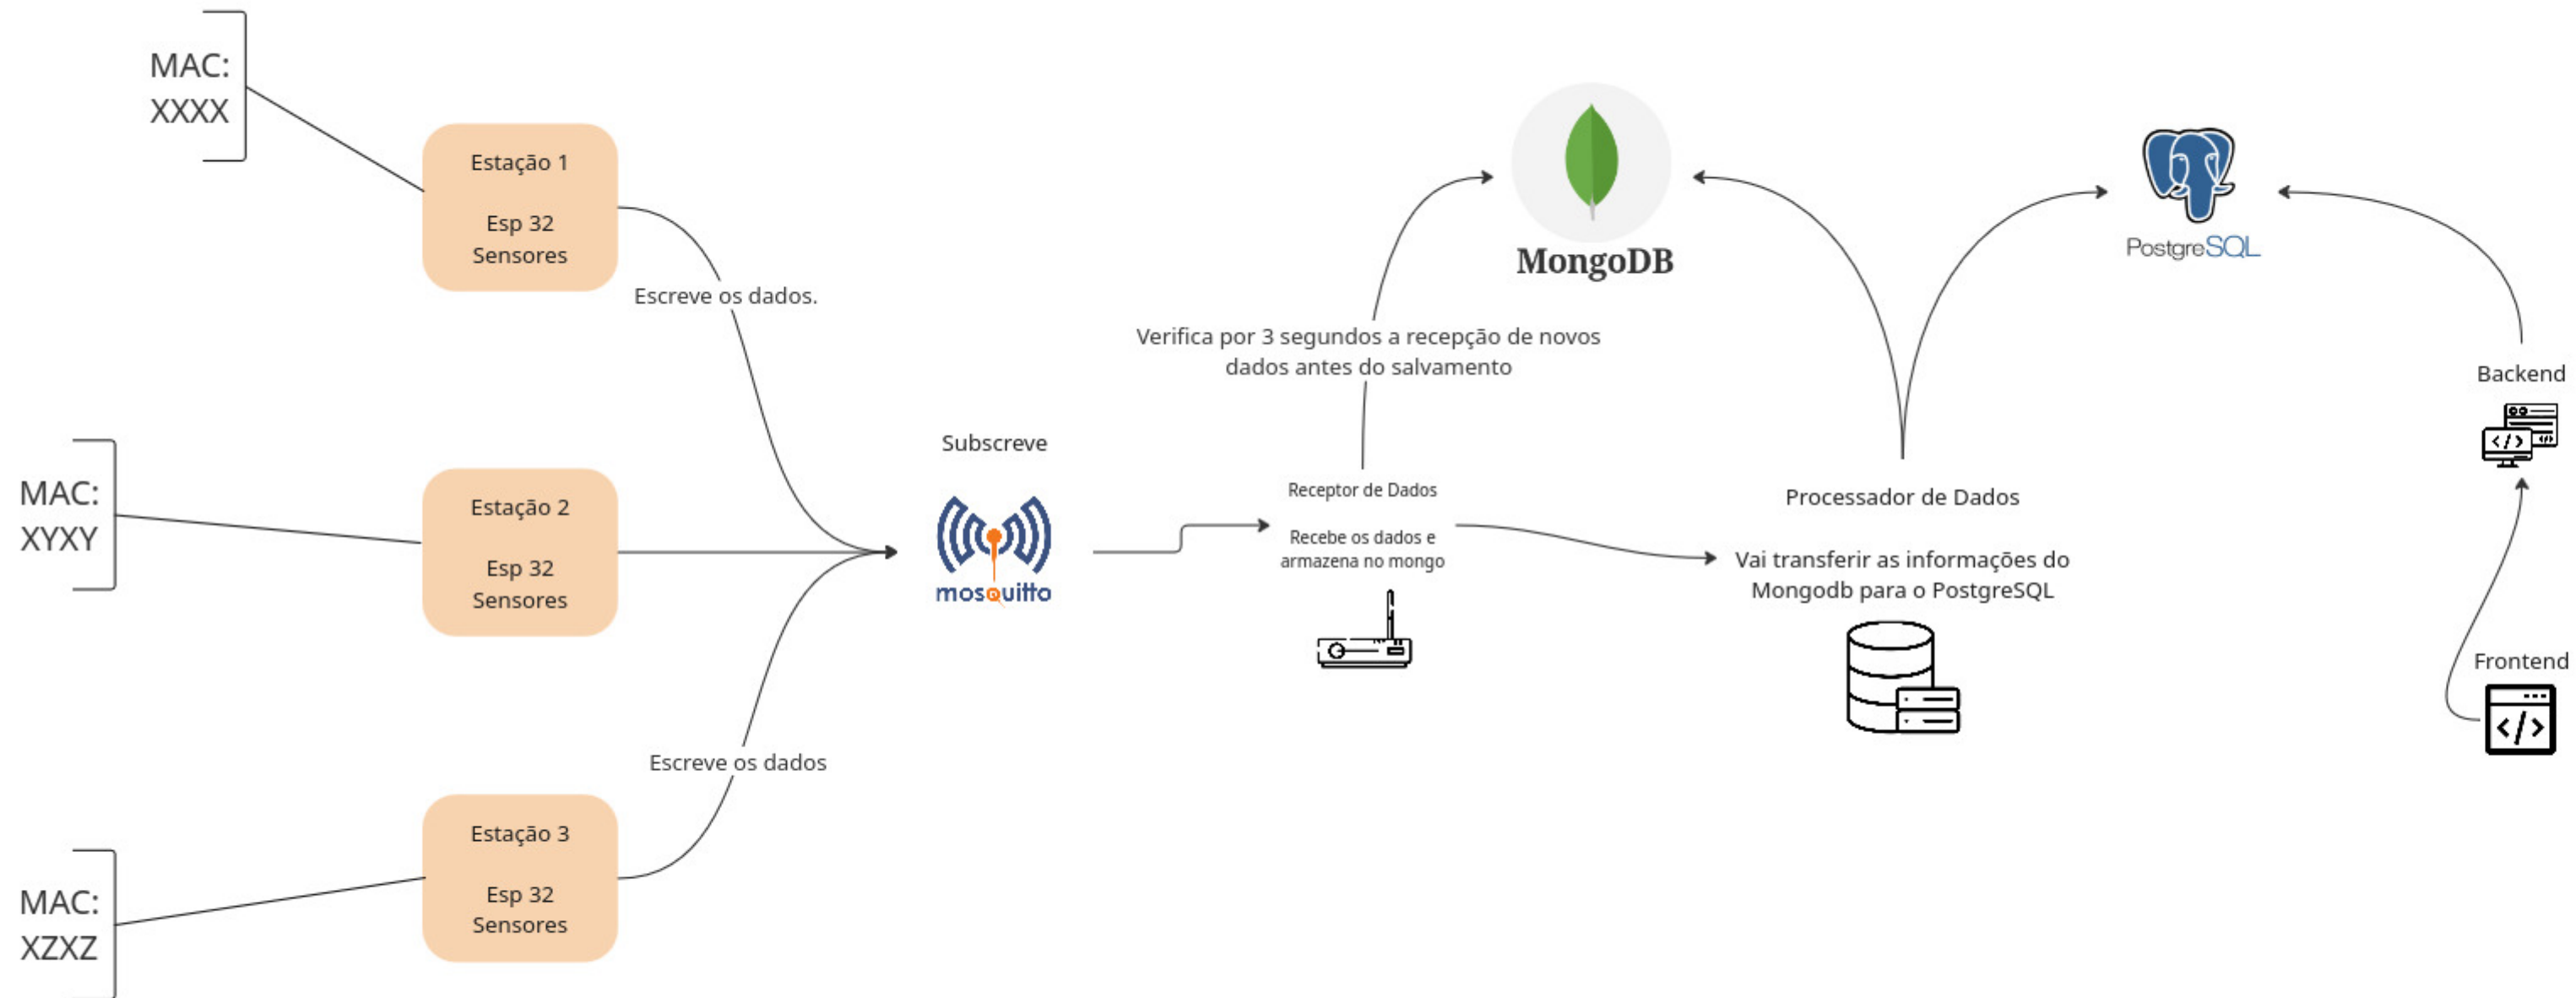 MAC:
XXXX
Estação 1
Esp 32
Sensores
Escreve os dados.
MAC:
XYXY
Estação 2
Esp 32
Sensores
MAC:
XZXZ
Estação 3
Esp 32
Sensores
Escreve os dados
Subscreve
mosquitto
Verifica por 3 segundos a recepção de novos
dados antes do salvamento
Receptor de Dados
Recebe os dados e
armazena no mongo
MongoDB
Processador de Dados
Vai transferir as informações do
Mongodb para o PostgreSQL
PostgreSQL
Backend
</>
</>
Frontend
</>